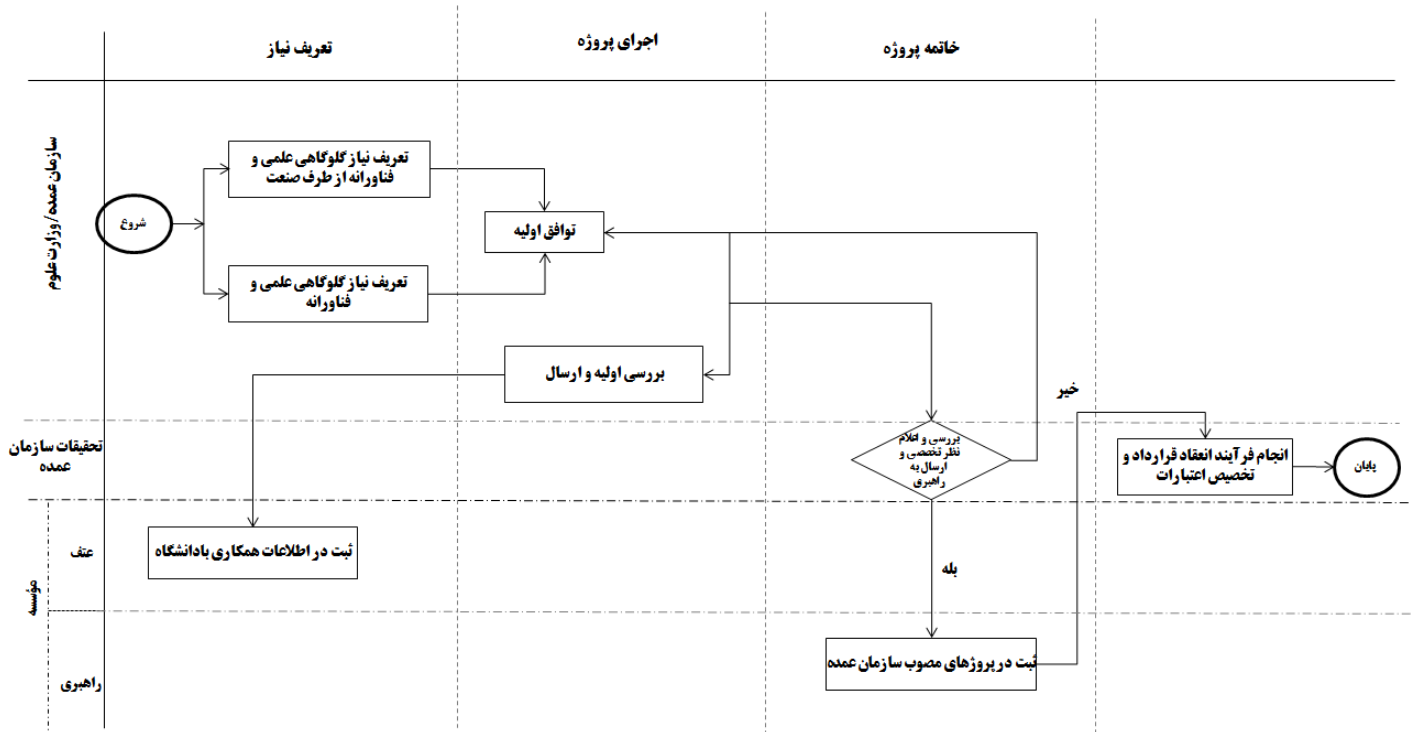 تعریف نیاز
اجرای پروژه
خاتمه پروژه
سازمان عمده/وزارت علوم
شروع
تعریف نیاز گلوگاهی علمی و
فناورانه از طرف صنعت
توافق اولیه
تعریف نیاز گلوگاهی علمی و
فناورانه
بررسی اولیه و ارسال
خیر
تحقیقات سازمان
عمده
بررسی و اعلام
نظر تخصصی و
ارسال به
راهبری
انجام فرآیند انعقاد قرارداد و
تخصیص اعتبارات
پایان
مؤسسه
عتف
ثبت در اطلاعات همکاری بادانشگاه
بله
راهبری
ثبت در پروژهای مصوب سازمان عمده